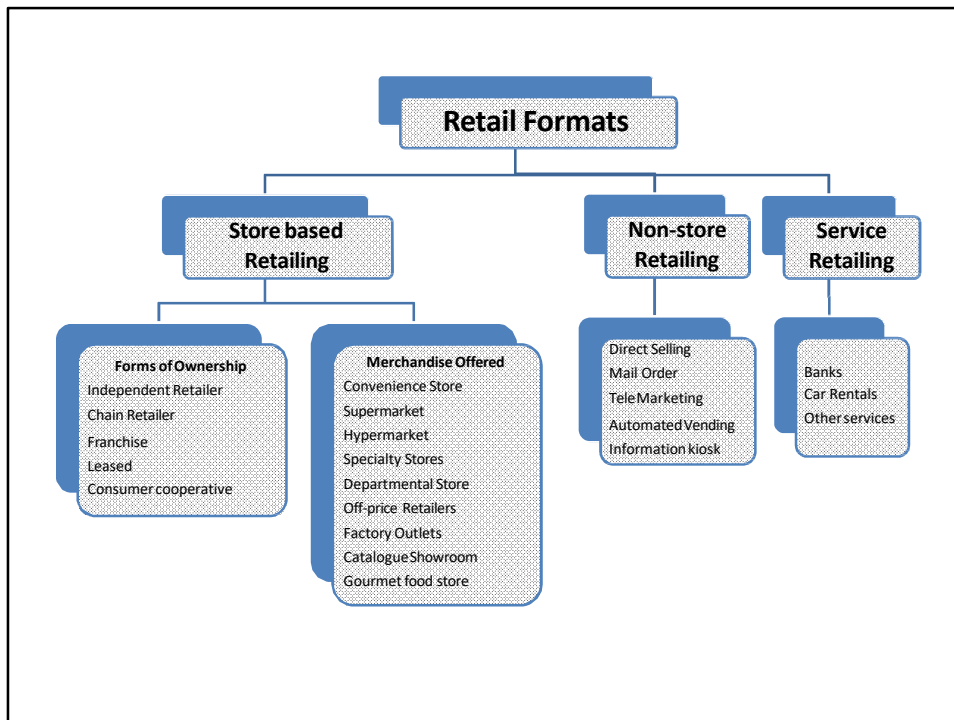 Retail Formats
Store based
Retailing
Non-store
Retailing
Service
Retailing
Forms of Ownership
Independent Retailer
Chain Retailer
Franchise
Leased
Consumer cooperative
Merchandise Offered
Convenience Store
Supermarket
Hypermarket
Specialty Stores
Departmental Store
Off-price Retailers
Factory Outlets
Catalogue Showroom
Gourmet food store
Direct Selling
Mail Order
Tele Marketing
Automated Vending
Information kiosk
Banks
Car Rentals
Other services